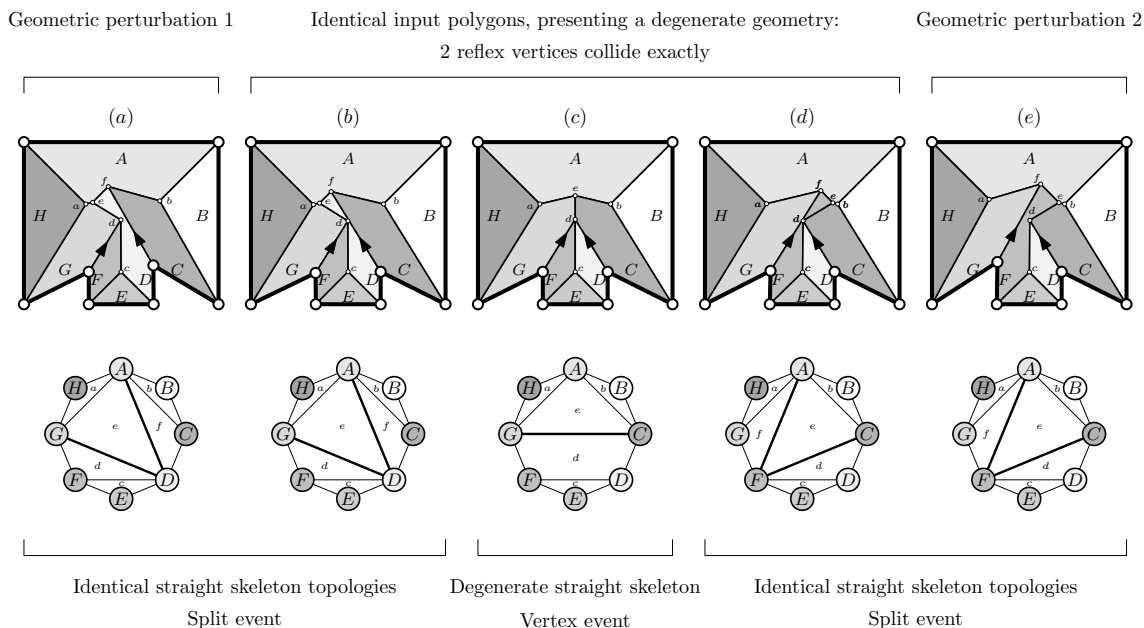 Geometric perturbation 1
Identical input polygons, presenting a degenerate geometry:
2 reflex vertices collide exactly
Geometric perturbation 2
(a)
(b)
(c)
(d)
(e)
A
f
a e b
H B
d
G C
F D
c
E
A
f
a e b
H B
d
G C
F D
c
E
A
e
a b
H B
d
G C
F D
c
E
A
f
a e b
H B
d
G C
F D
c
E
A
f
a e b
H B
d
G C
F D
c
E
A
H a b B
G e f C
d
F c D
E
A
H a b B
G e f C
d
F c D
E
A
H a b B
e
G C
d
F c D
E
A
H a b B
G f e C
d
F c D
E
A
H a b B
G f e C
d
F c D
E
Identical straight skeleton topologies
Split event
Degenerate straight skeleton
Vertex event
Identical straight skeleton topologies
Split event